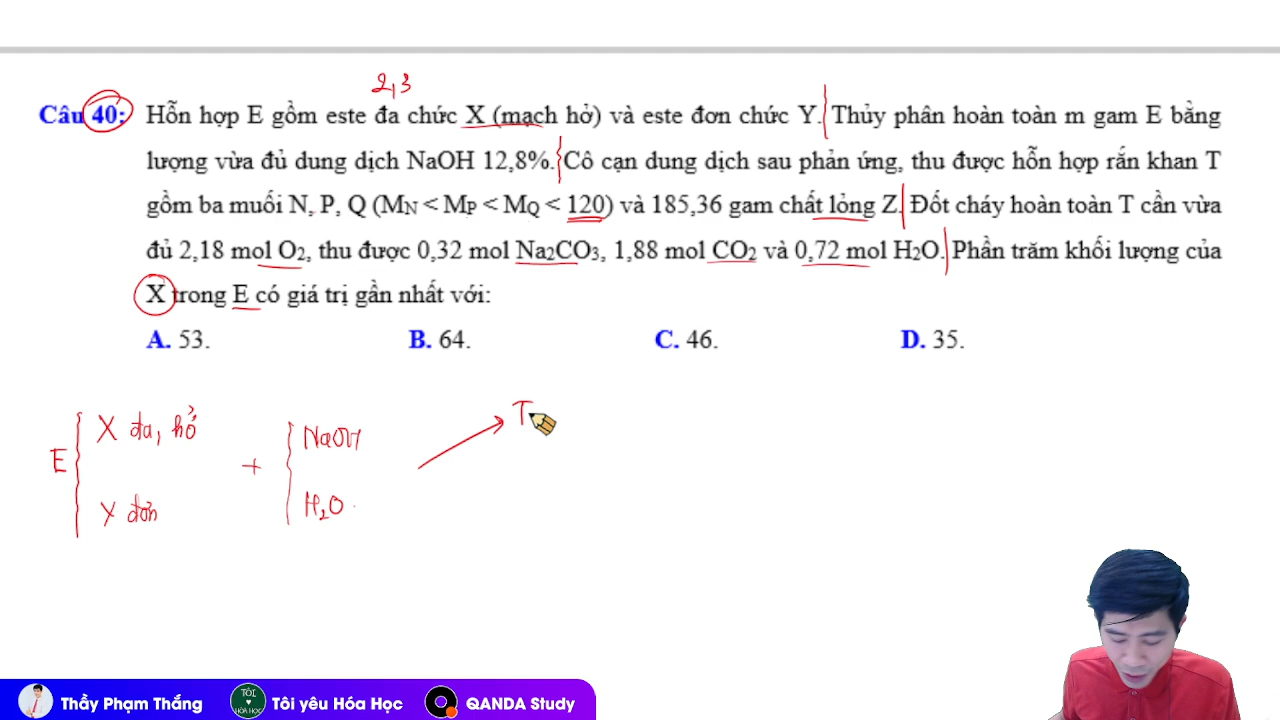 2,3
Câu 40: Hỗn hợp E gồm este đa chức X (mạch hở) và este đơn chức Y. Thủy phân hoàn toàn m gam E bằng
lượng vừa đủ dung dịch NaOH 12,8%. Cô cạn dung dịch sau phản ứng, thu được hỗn hợp rắn khan T
gồm ba muối N, P, Q (MN < MP < MQ < 120) và 185,36 gam chất lỏng Z. Đốt cháy hoàn toàn T cần vừa
đủ 2,18 mol O2, thu được 0,32 mol Na2CO3, 1,88 mol CO2 và 0,72 mol H2O. Phần trăm khối lượng của
X trong E có giá trị gần nhất với:
A. 53. B. 64. C. 46. D. 35.
T
X đa, hở
NaOH
E +
Y đơn
H2O
Thầy Phạm Thắng TÔI ♥ HÓA HỌC Tôi yêu Hóa Học QANDA Study